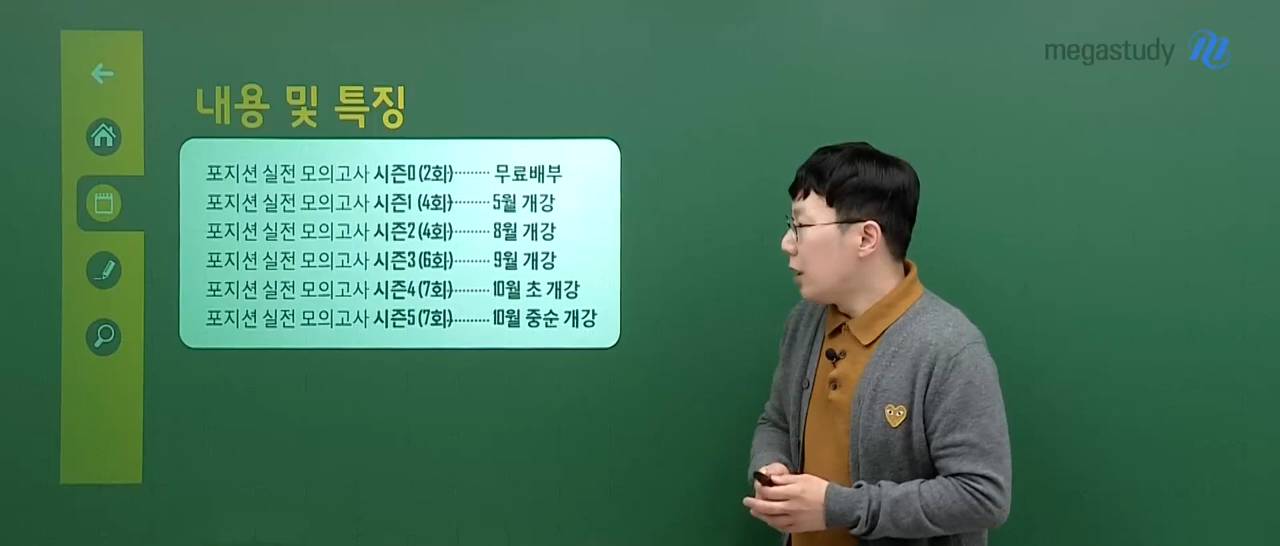 megastudy
내용 및 특징
포지션 실전 모의고사 시즌0 (2회)········ 무료배부
포지션 실전 모의고사 시즌1 (4회)········ 5월 개강
포지션 실전 모의고사 시즌2 (4회)········ 8월 개강
포지션 실전 모의고사 시즌3 (6회)········ 9월 개강
포지션 실전 모의고사 시즌4 (7회)········ 10월 초 개강
포지션 실전 모의고사 시즌5 (7회)········ 10월 중순 개강